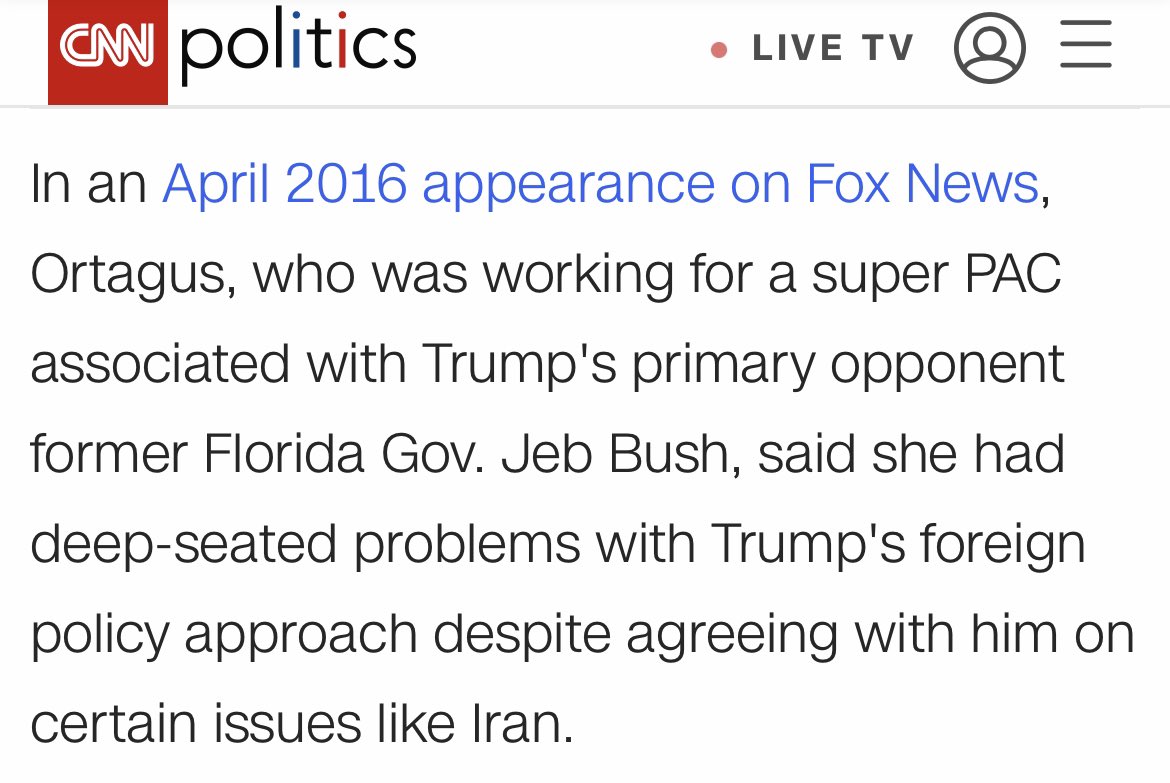 CNN politics LIVE TV
In an April 2016 appearance on Fox News,
Ortagus, who was working for a super PAC
associated with Trump's primary opponent
former Florida Gov. Jeb Bush, said she had
deep-seated problems with Trump's foreign
policy approach despite agreeing with him on
certain issues like Iran.